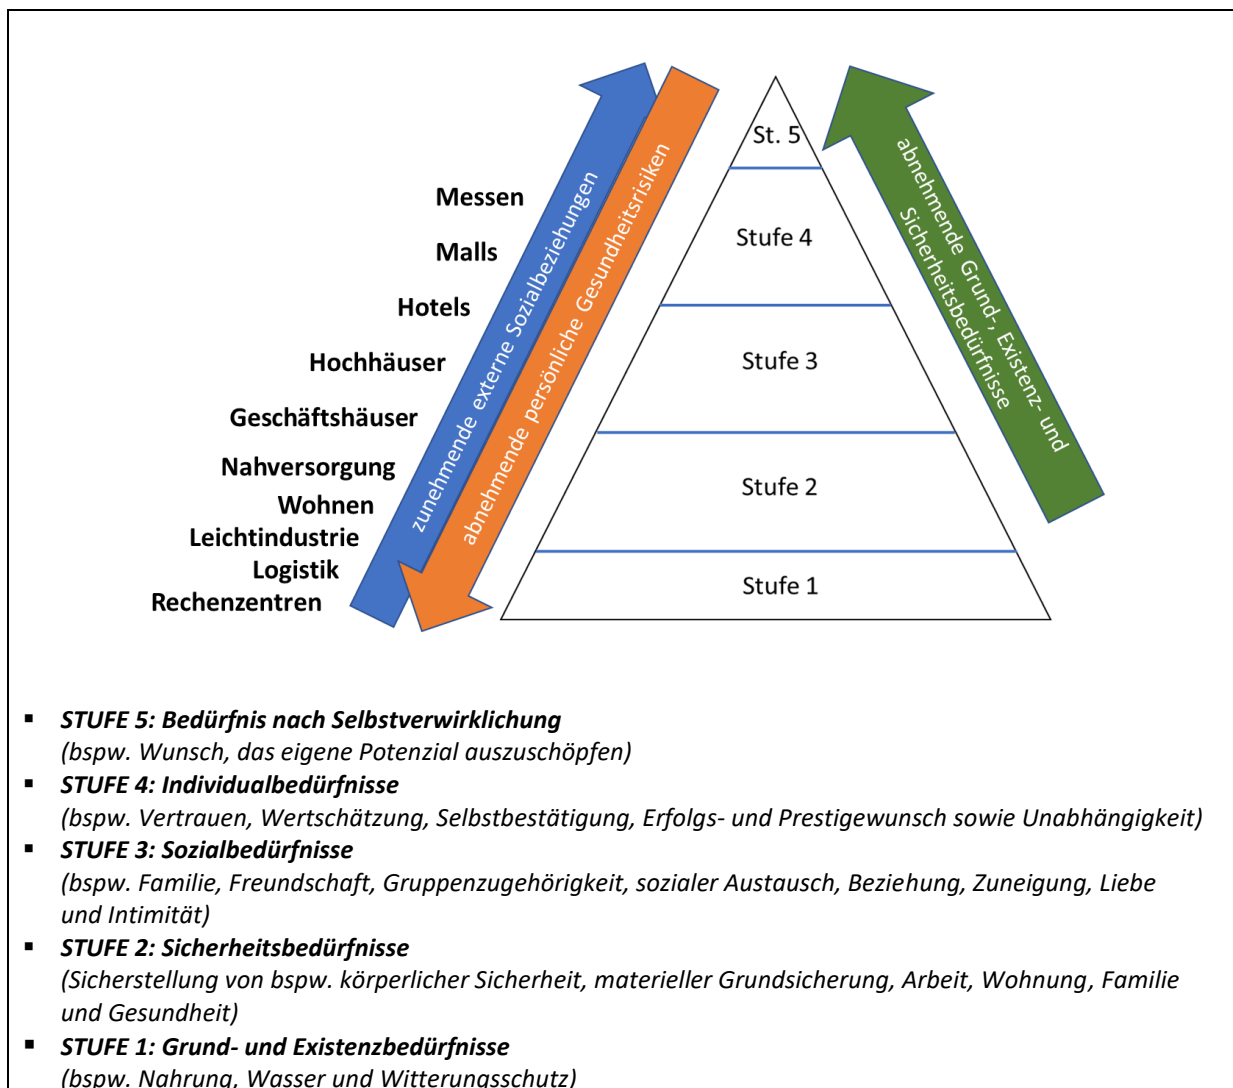 St. 5
Stufe 4
Stufe 3
Stufe 2
Stufe 1
Messen
Malls
Hotels
Hochhäuser
Geschäftshäuser
Nahversorgung
Wohnen
Leichtindustrie
Logistik
Rechenzentren
zunehmende externe Sozialbeziehungen
abnehmende persönliche Gesundheitsrisiken
abnehmende Grund-, Existenz- und
Sicherheitsbedürfnisse
▪ STUFE 5: Bedürfnis nach Selbstverwirklichung
(bspw. Wunsch, das eigene Potenzial auszuschöpfen)
▪ STUFE 4: Individualbedürfnisse
(bspw. Vertrauen, Wertschätzung, Selbstbestätigung, Erfolgs- und Prestigewunsch sowie Unabhängigkeit)
▪ STUFE 3: Sozialbedürfnisse
(bspw. Familie, Freundschaft, Gruppenzugehörigkeit, sozialer Austausch, Beziehung, Zuneigung, Liebe
und Intimität)
▪ STUFE 2: Sicherheitsbedürfnisse
(Sicherstellung von bspw. körperlicher Sicherheit, materieller Grundsicherung, Arbeit, Wohnung, Familie
und Gesundheit)
▪ STUFE 1: Grund- und Existenzbedürfnisse
(bspw. Nahrung, Wasser und Witterungsschutz)